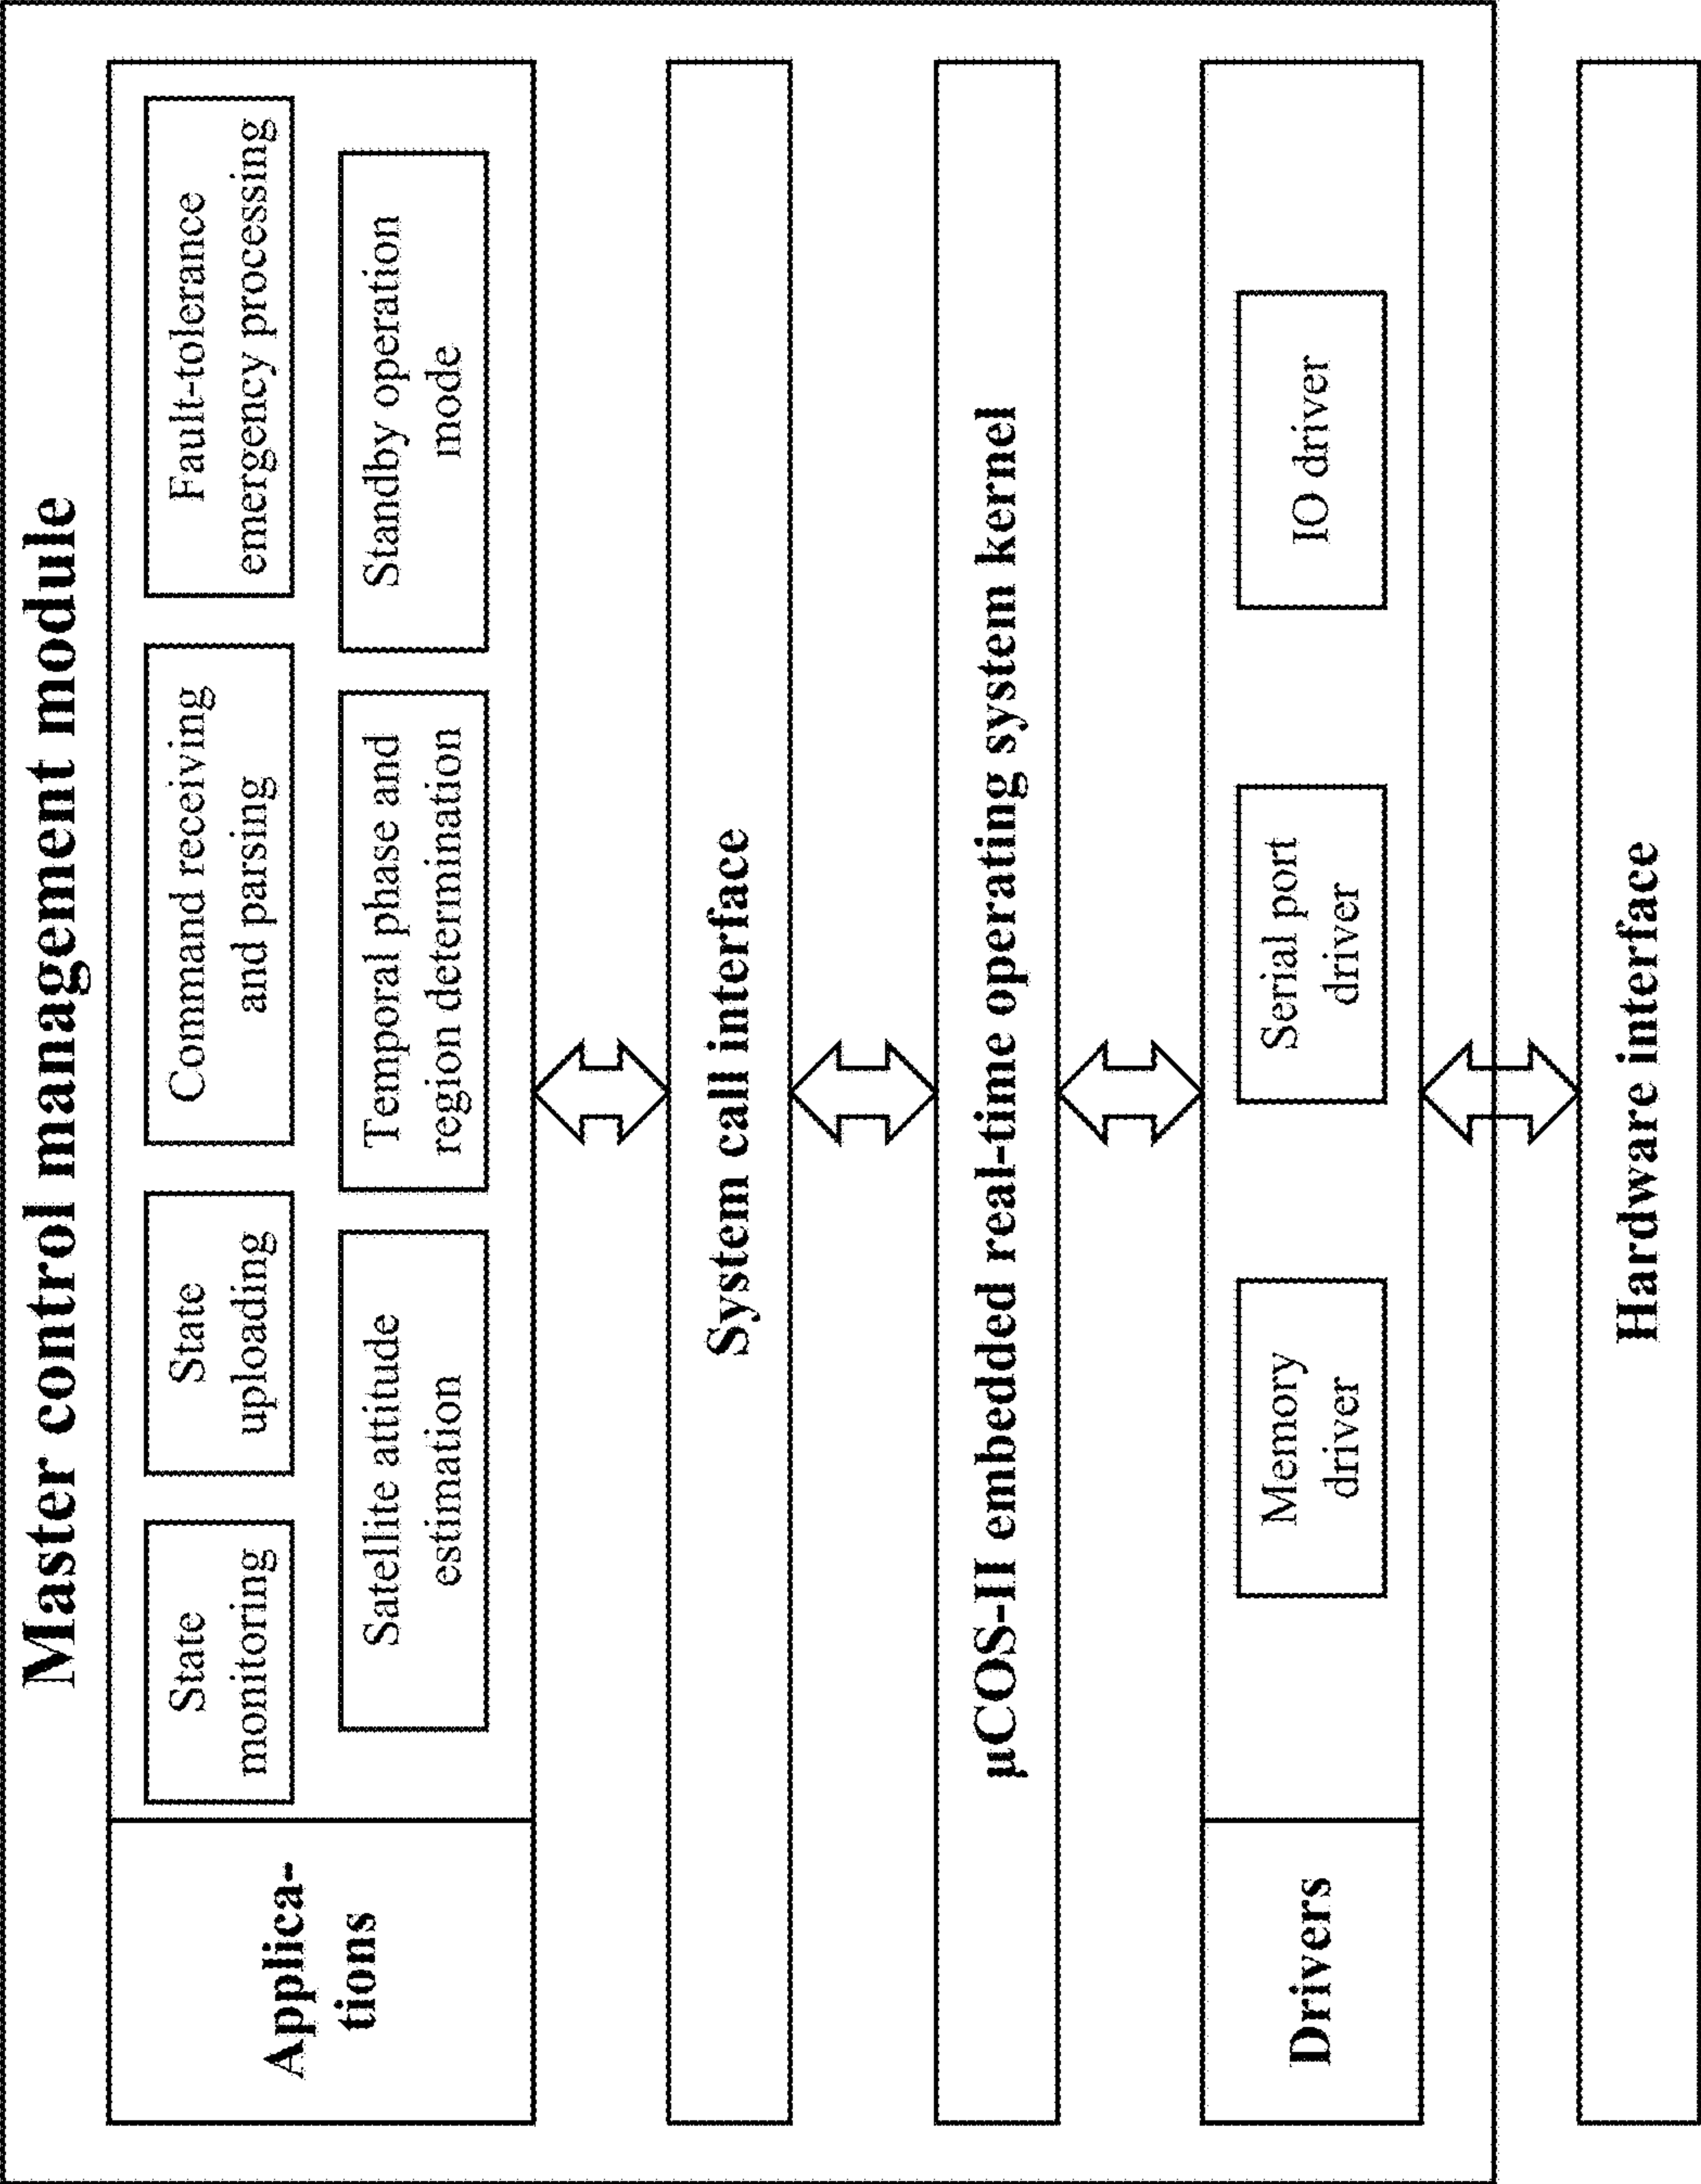 Master control management module
Applica-
tions
State
monitoring
State
uploading
Command receiving
and parsing
Fault-tolerance
emergency processing
Satellite attitude
estimation
Temporal phase and
region determination
Standby operation
mode
System call interface
μCOS-II embedded real-time operating system kernel
Drivers
Memory
driver
Serial port
driver
IO driver
Hardware interface